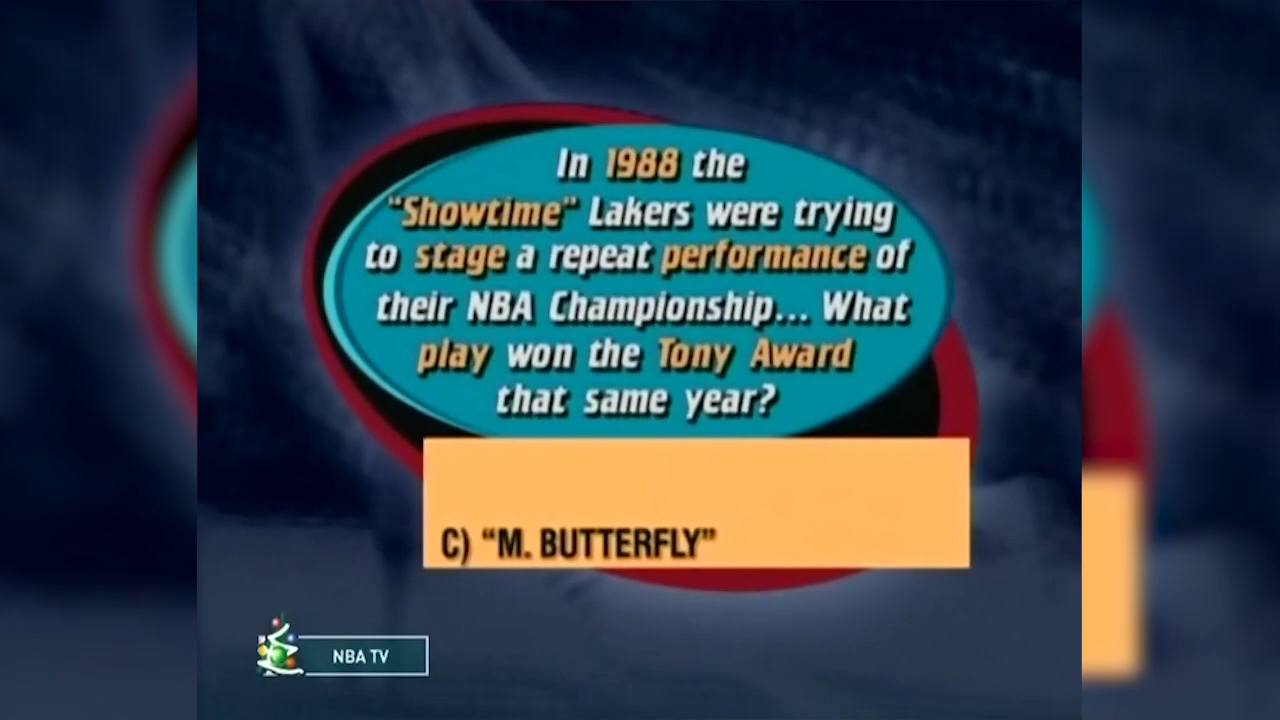 In 1988 the
"Showtime" Lakers were trying
to stage a repeat performance of
their NBA Championship... What
play won the Tony Award
that same year?
C) "M. BUTTERFLY"
NBA TV